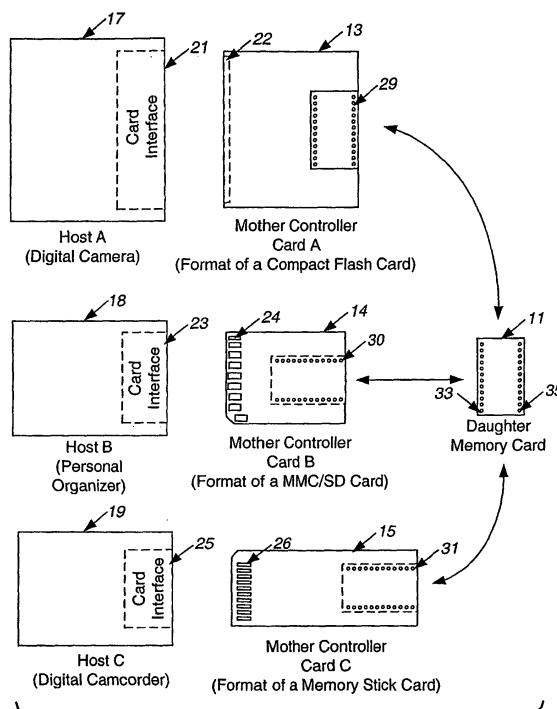 17
21
Card
Interface
Host A
(Digital Camera)
22
13
29
Mother Controller
Card A
(Format of a Compact Flash Card)
18
23
Card
Interface
Host B
(Personal
Organizer)
24
14
30
Mother Controller
Card B
(Format of a MMC/SD Card)
11
33
35
Daughter
Memory Card
19
25
Card
Interface
Host C
(Digital Camcorder)
26
15
31
Mother Controller
Card C
(Format of a Memory Stick Card)